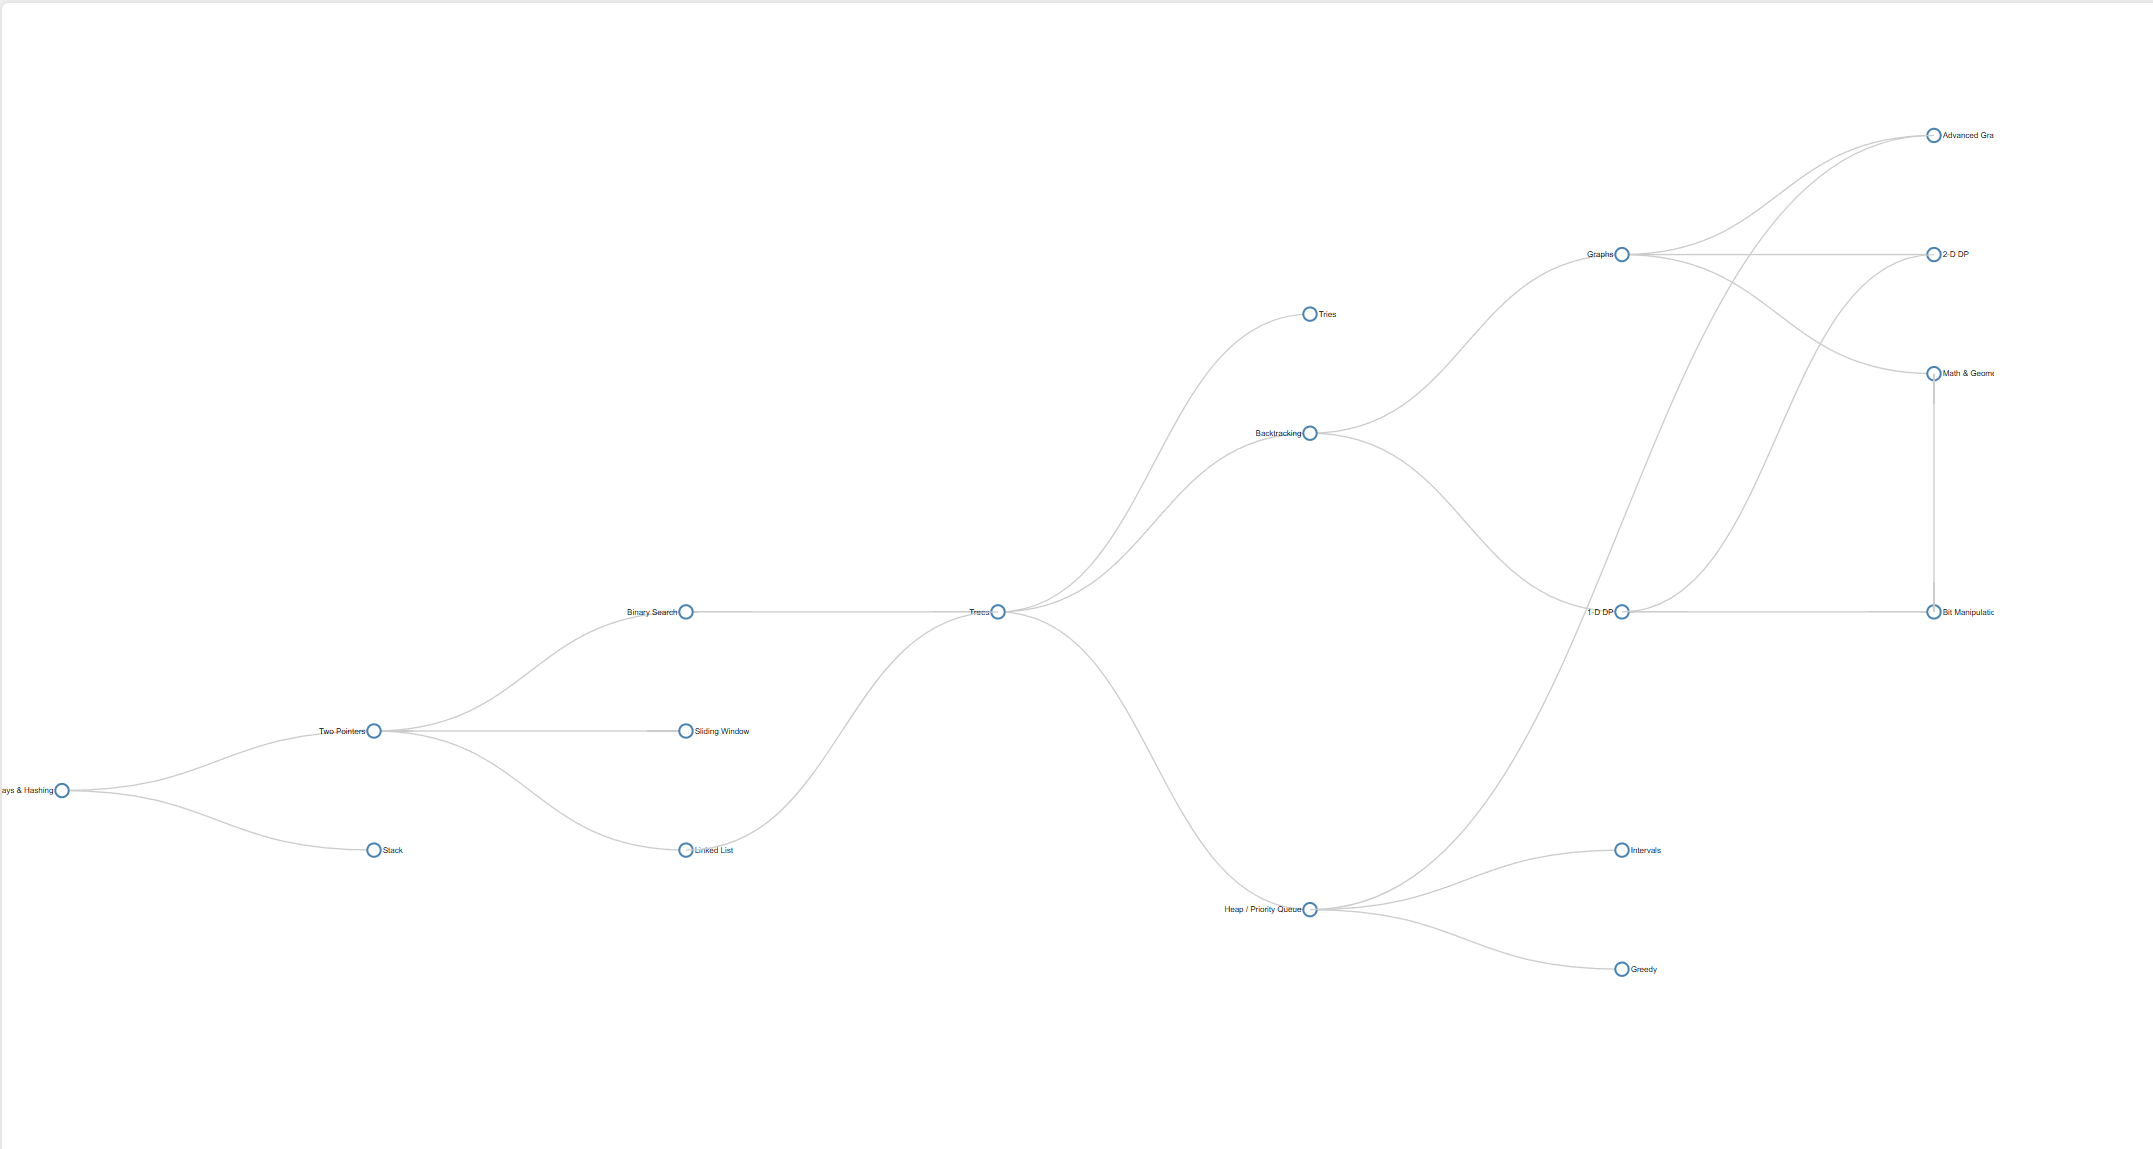 Advanced Gra
Graphs
2-D DP
Tries
Math & Geome
Backtracking
Binary Search
Trees
1-D DP
Bit Manipulatic
Two Pointers
Sliding Window
ays & Hashing
Stack
Linked List
Intervals
Heap / Priority Queue
Greedy